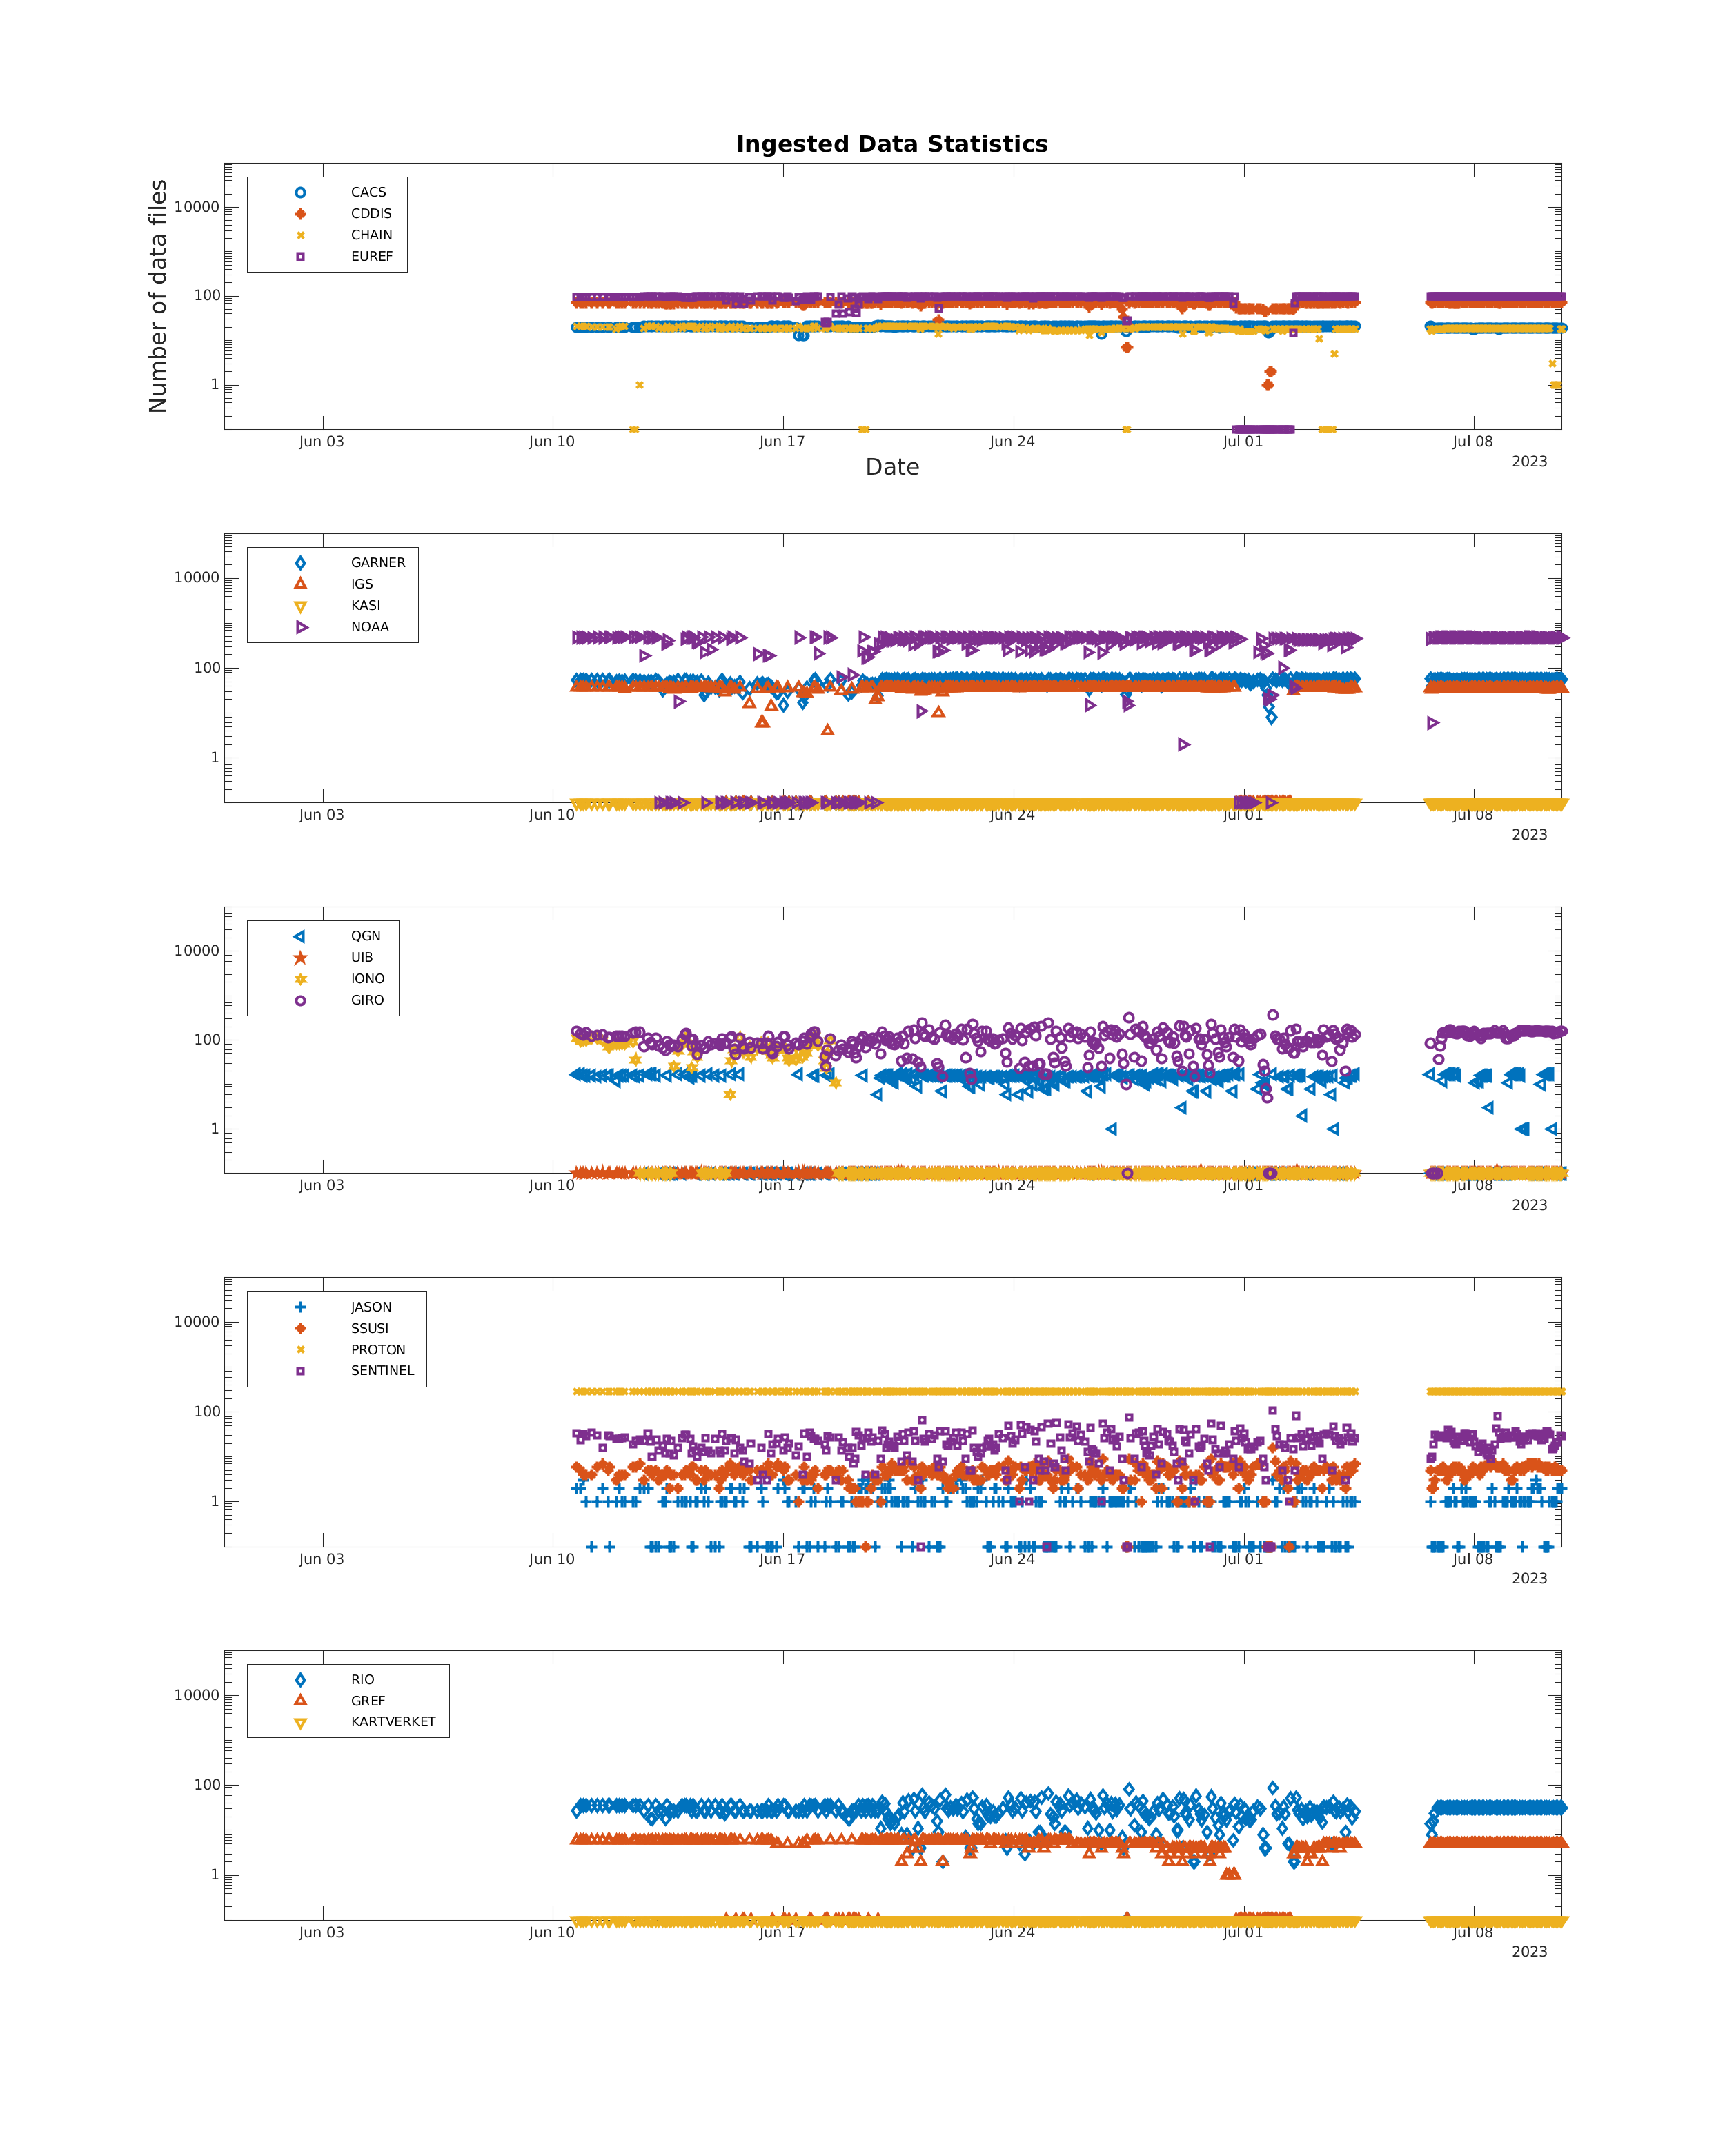 Ingested Data Statistics
Number of data files
CACS
CDDIS
CHAIN
EUREF
10000
100
1
Jun 03 Jun 10 Jun 17 Jun 24 Jul 01 Jul 08
2023
Date
GARNER
IGS
KASI
NOAA
10000
100
1
Jun 03 Jun 10 Jun 17 Jun 24 Jul 01 Jul 08
2023
QGN
UIB
IONO
GIRO
10000
100
1
Jun 03 Jun 10 Jun 17 Jun 24 Jul 01 Jul 08
2023
JASON
SSUSI
PROTON
SENTINEL
10000
100
1
Jun 03 Jun 10 Jun 17 Jun 24 Jul 01 Jul 08
2023
RIO
GREF
KARTVERKET
10000
100
1
Jun 03 Jun 10 Jun 17 Jun 24 Jul 01 Jul 08
2023